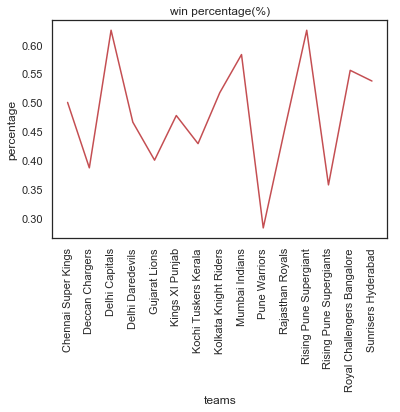 win percentage(%)
percentage
0.60
0.55
0.50
0.45
0.40
0.35
0.30
Chennai Super Kings
Deccan Chargers
Delhi Capitals
Delhi Daredevils
Gujarat Lions
Kings XI Punjab
Kochi Tuskers Kerala
Kolkata Knight Riders
Mumbai Indians
Pune Warriors
Rajasthan Royals
Rising Pune Supergiant
Rising Pune Supergiants
Royal Challengers Bangalore
Sunrisers Hyderabad
teams